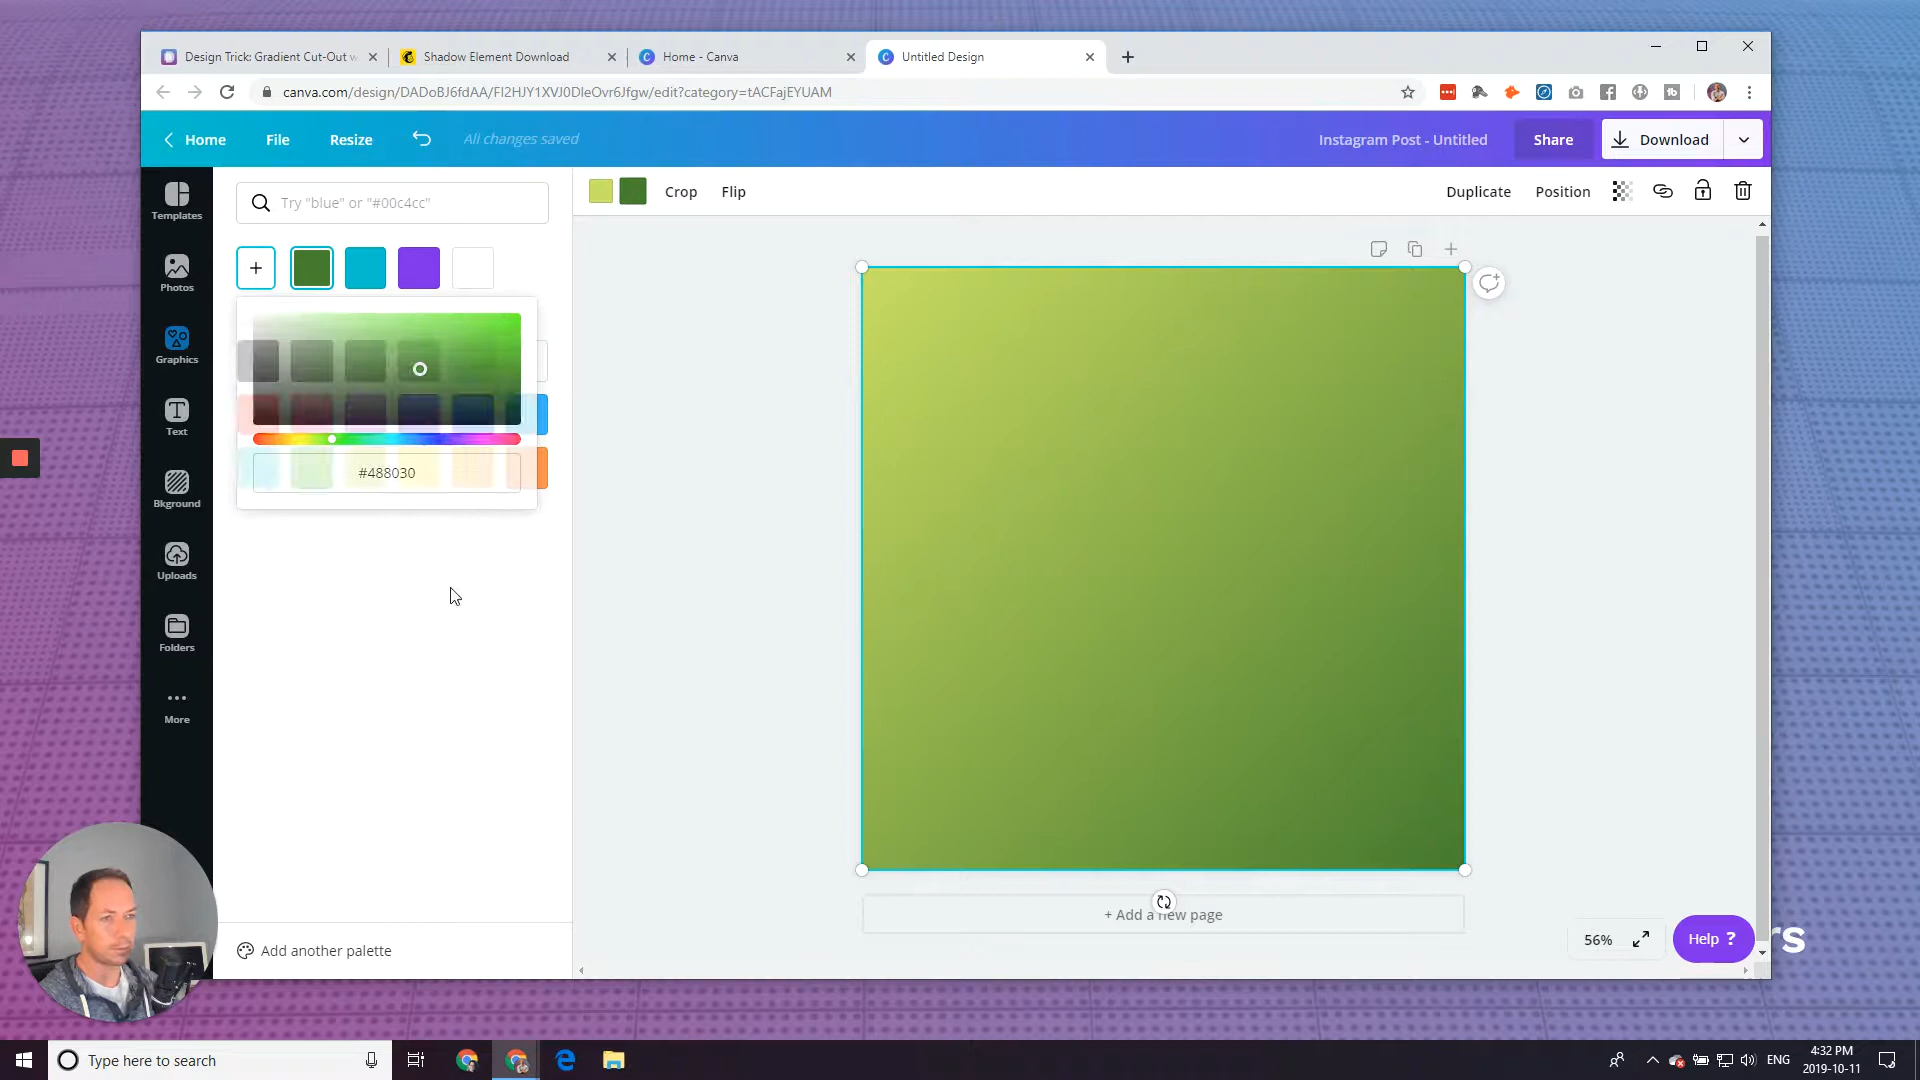 Design Trick: Gradient Cut-Out w
Shadow Element Download
Home - Canva
Untitled Design
canva.com/design/DADoBJ6fdAA/FI2HJY1XVJ0DIeOvr6Jfgw/edit?category=tACFajEYUAM
Home
File
Resize
All changes saved
Instagram Post - Untitled
Share
Download
Templates
Photos
Graphics
Text
Bkground
Uploads
Folders
More
Try "blue" or "#00c4cc"
Crop
Flip
Duplicate
Position
#488030
Add another palette
+ Add a new page
56%
Help ?
rs
Type here to search
ENG
4:32 PM
2019-10-11